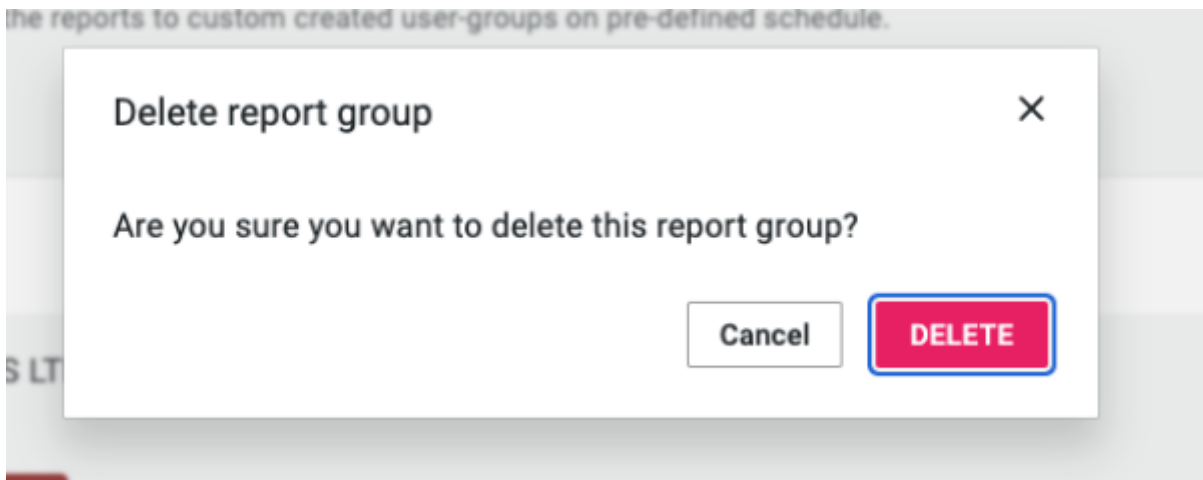 the reports to custom created user-groups on pre-defined schedule.
Delete report group
Are you sure you want to delete this report group?
Cancel
DELETE
S LT